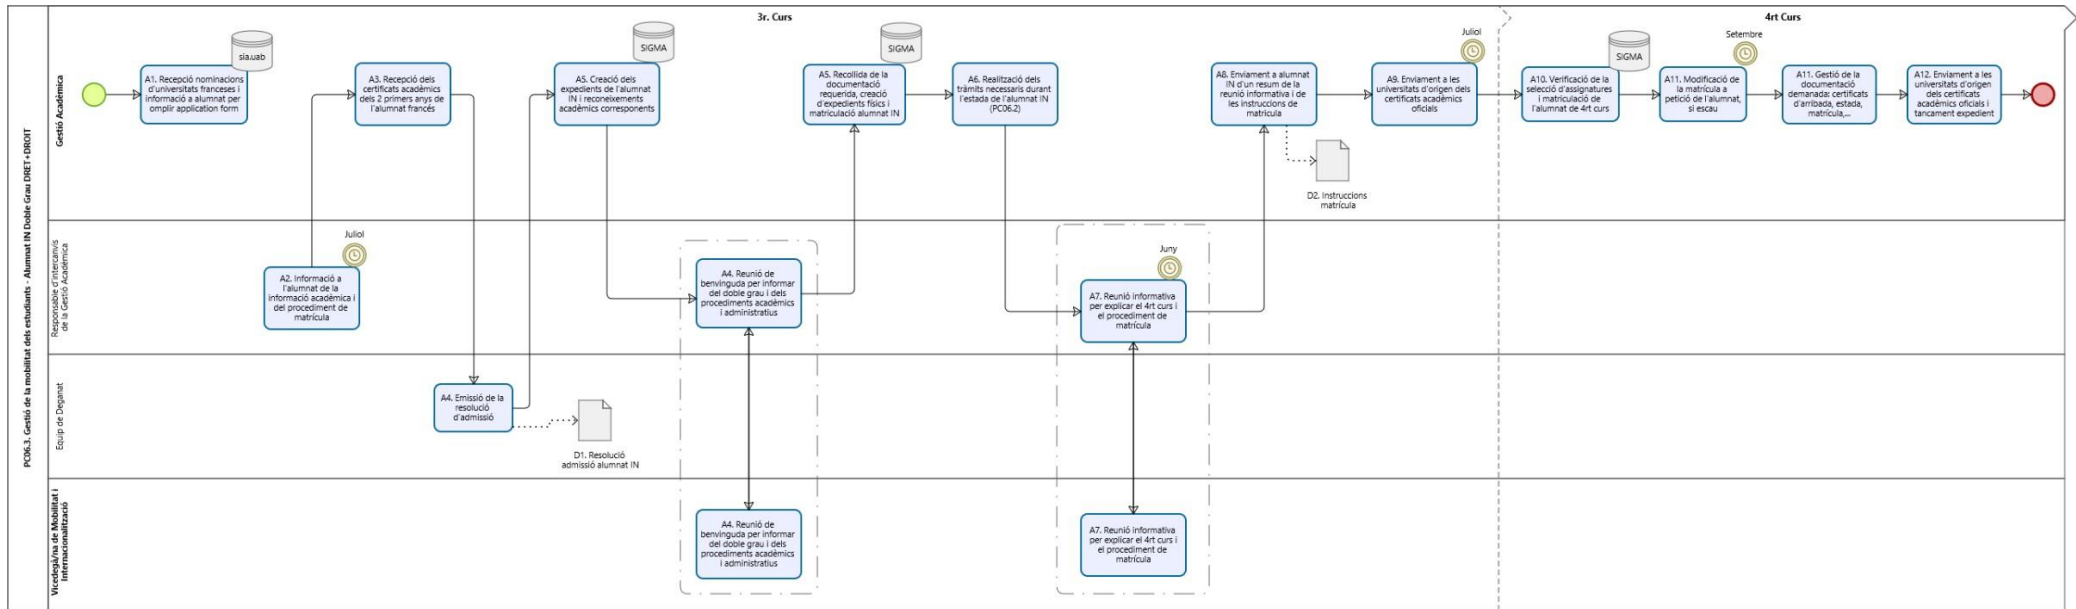 3r. Curs
4rt Curs
PC06.3. Gestió de la mobilitat dels estudiants - Alumnat IN Doble Grau DRET+DROIT
Gestió Acadèmica
sia.uab
A1. Recepció nominacions
d'universitats franceses i
informació a alumnat per
omplir application form
A3. Recepció dels
certificats acadèmics
dels 2 primers anys de
l'alumnat francés
SIGMA
A5. Creació dels
expedients de l'alumnat
IN i reconeixements
acadèmics corresponents
SIGMA
A5. Recollida de la
documentació
requerida, creació
d'expedients físics i
matriculació alumnat IN
A6. Realització dels
tràmits necessaris durant
l'estada de l'alumnat IN
(PC06.2)
A8. Enviament a alumnat
IN d'un resum de la
reunió informativa i de
les instruccions de
matrícula
D2. Instruccions
matrícula
Juliol
A9. Enviament a les
universitats d'origen
dels certificats acadèmics
oficials
SIGMA
A10. Verificació de la
selecció d'assignatures
i matriculació de
l'alumnat de 4rt curs
Setembre
A11. Modificació de
la matrícula a
petició de l'alumnat,
si escau
A11. Gestió de la
documentació
demanada: certificats
d'arribada, estada,
matrícula,...
A12. Enviament a les
universitats d'origen
dels certificats
acadèmics oficials i
tancament expedient
Responsable d'intercanvis
de la Gestió Acadèmica
Juliol
A2. Informació a
l'alumnat de la
informació acadèmica i
del procediment de
matrícula
A4. Reunió de
benvinguda per informar
del doble grau i dels
procediments acadèmics
i administratius
Juny
A7. Reunió informativa
per explicar el 4rt curs i
el procediment de
matrícula
Equip de Deganat
A4. Emissió de la
resolució
d'admissió
D1. Resolució
admissió alumnat IN
Vicedegà/na de Mobilitat i
Internacionalització
A4. Reunió de
benvinguda per informar
del doble grau i dels
procediments acadèmics
i administratius
A7. Reunió informativa
per explicar el 4rt curs i
el procediment de
matrícula